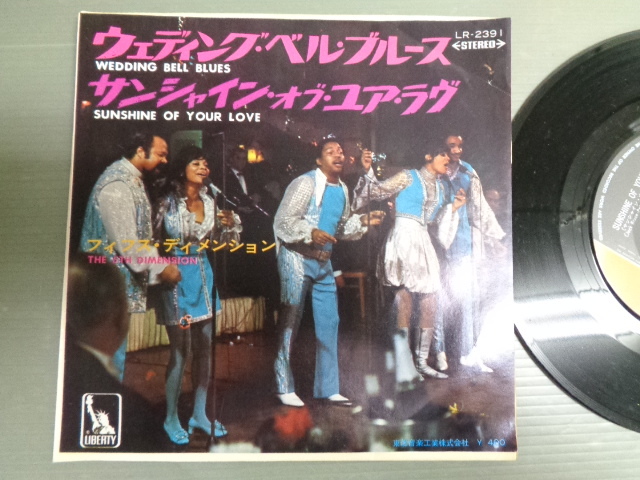 ウェディング・ベル・ブルース
WEDDING BELL BLUES
LR-2391
STEREO
サンシャイン・オブ・ユア・ラヴ
SUNSHINE OF YOUR LOVE
フィフス・ディメンション
THE 5TH DIMENSION
LIBERTY
東芝音楽工業株式会社 ¥ 400
SUNSHINE OF